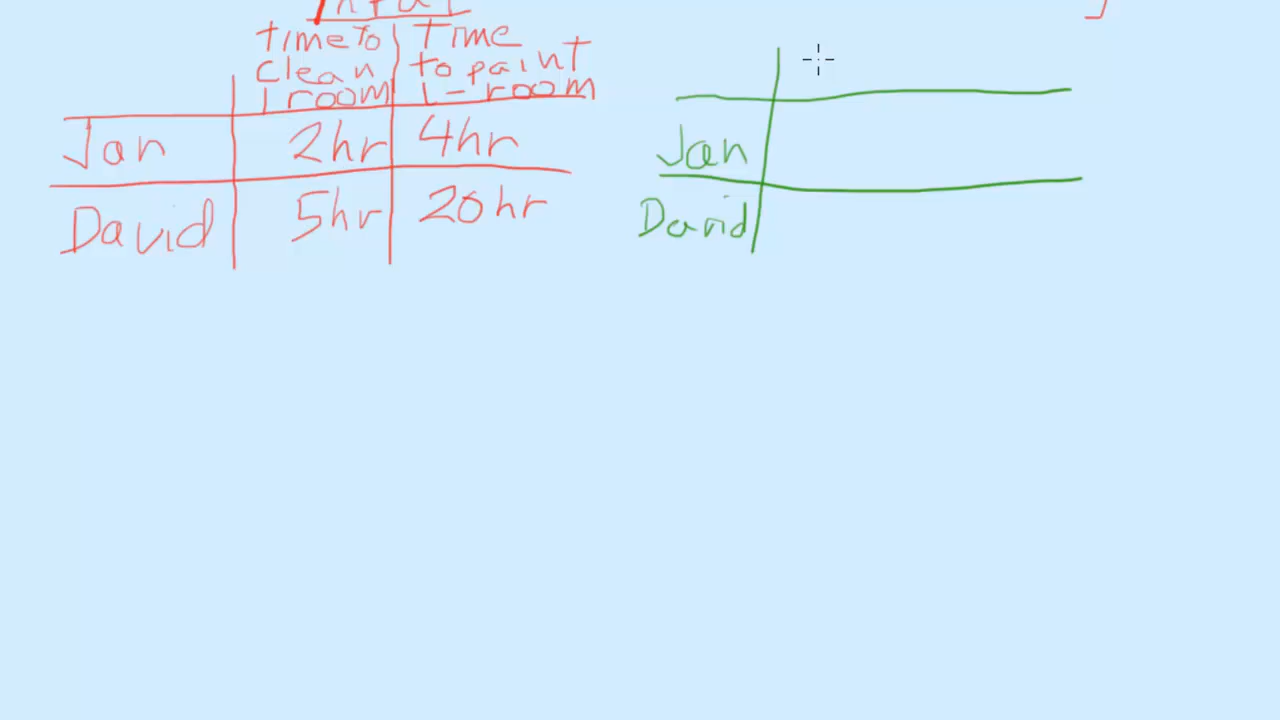 time to Time
clean to paint
1 room 1-room
Jan 2hr 4hr
David 5hr 20hr
Jan
David